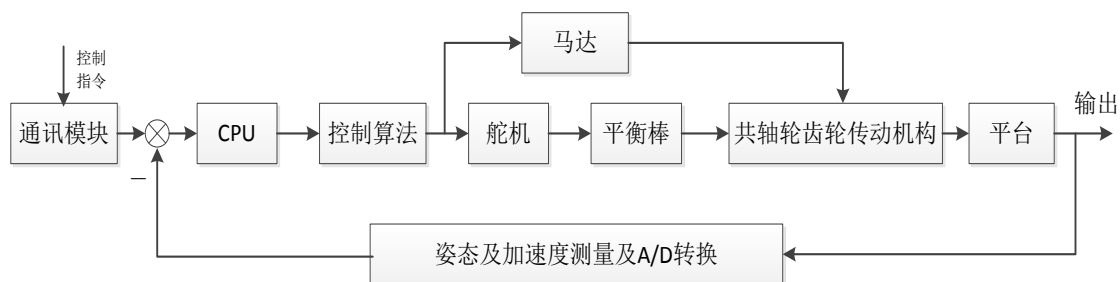 马达
控制
指令
输出
通讯模块
CPU
控制算法
舵机
平衡棒
共轴轮齿轮传动机构
平台
—
姿态及加速度测量及A/D转换